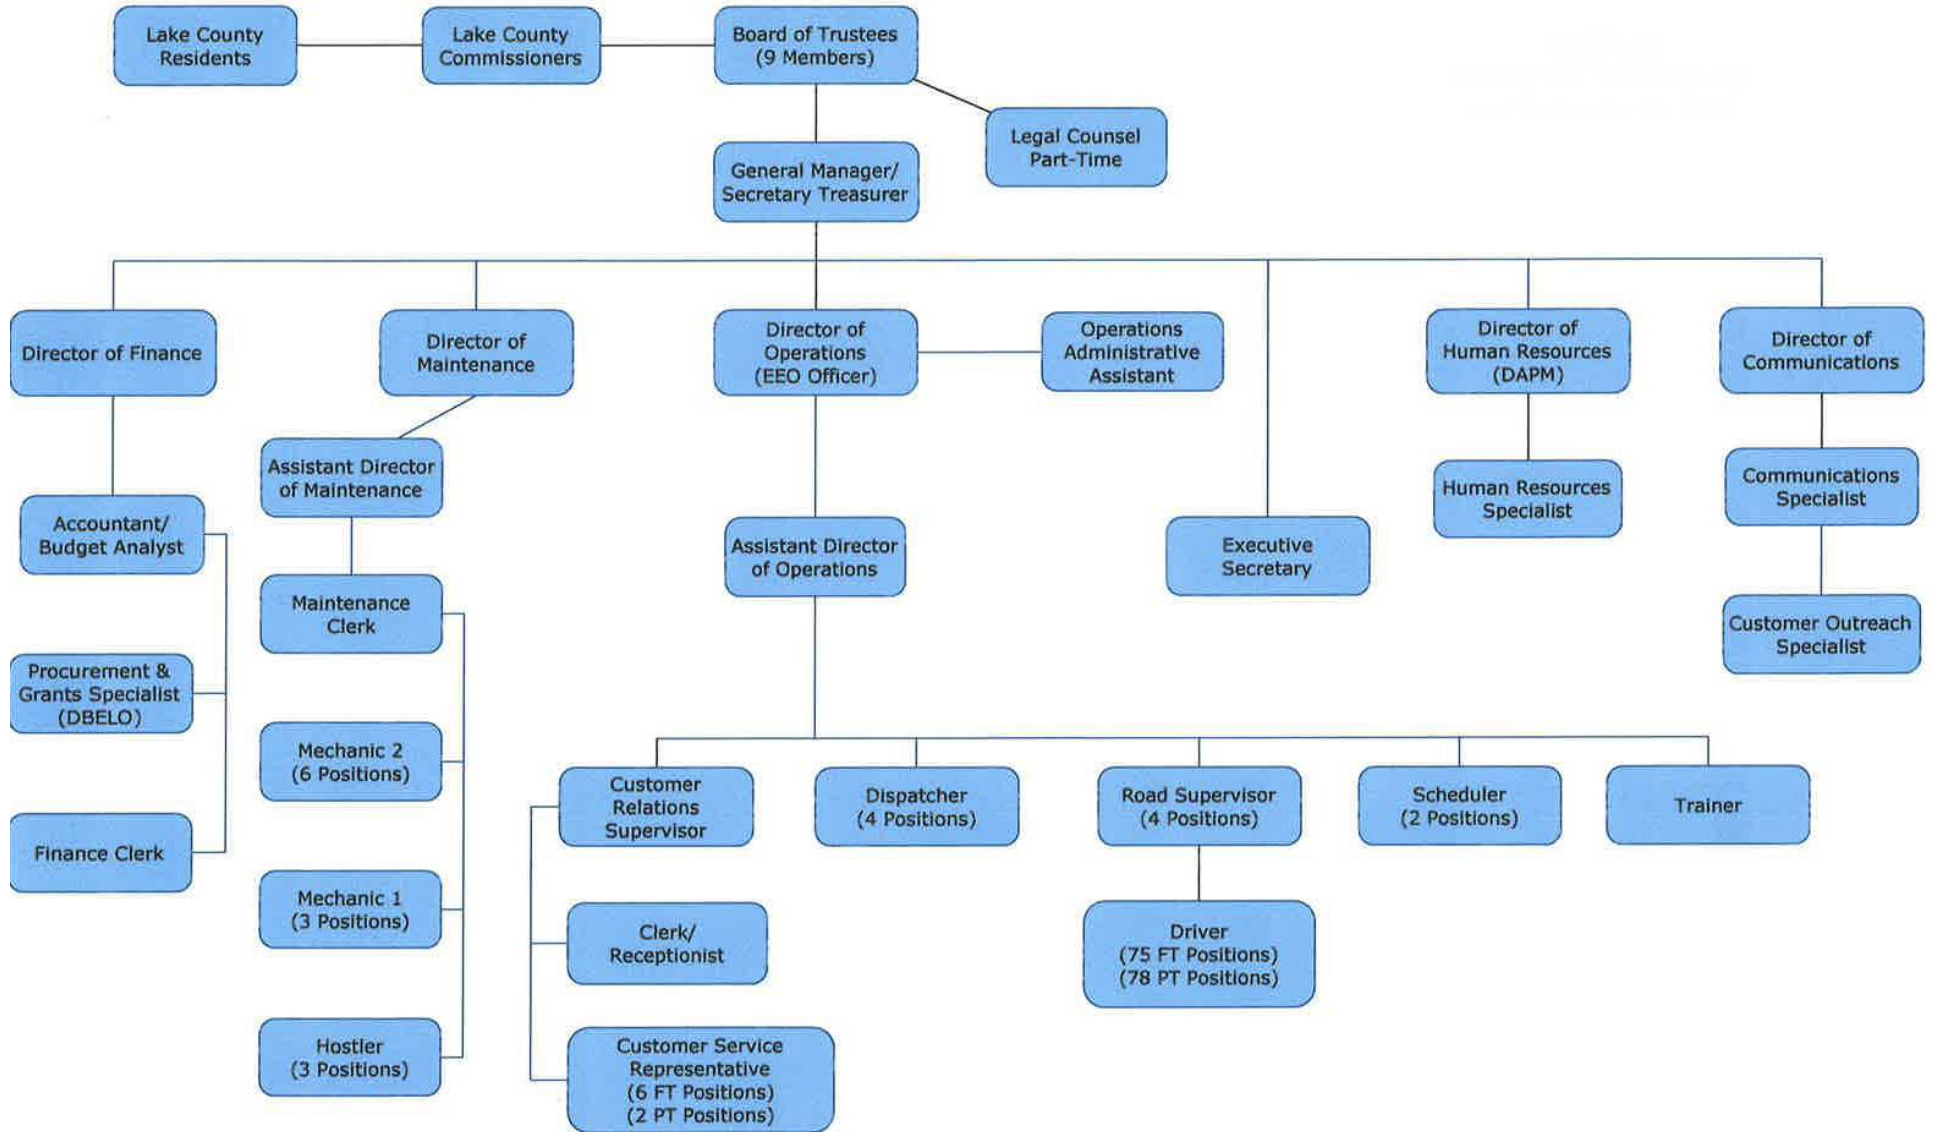 Lake County
Residents
Lake County
Commissioners
Board of Trustees
(9 Members)
Legal Counsel
Part-Time
General Manager/
Secretary Treasurer
Director of Finance
Director of
Maintenance
Director of
Operations
(EEO Officer)
Operations
Administrative
Assistant
Director of
Human Resources
(DAPM)
Director of
Communications
Assistant Director
of Maintenance
Human Resources
Specialist
Communications
Specialist
Accountant/
Budget Analyst
Assistant Director
of Operations
Executive
Secretary
Maintenance
Clerk
Customer Outreach
Specialist
Procurement &
Grants Specialist
(DBELO)
Mechanic 2
(6 Positions)
Customer
Relations
Supervisor
Dispatcher
(4 Positions)
Road Supervisor
(4 Positions)
Scheduler
(2 Positions)
Trainer
Finance Clerk
Mechanic 1
(3 Positions)
Clerk/
Receptionist
Driver
(75 FT Positions)
(78 PT Positions)
Hostler
(3 Positions)
Customer Service
Representative
(6 FT Positions)
(2 PT Positions)